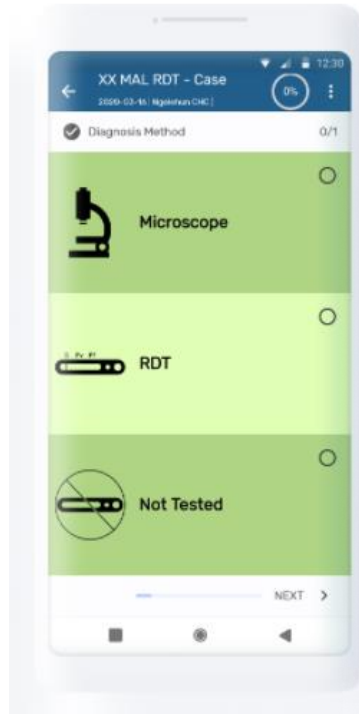 12:30
XX MAL RDT - Case
2020-03-16 | Ngolehun CHC |
0%
Diagnosis Method 0/1
Microscope
RDT
Not Tested
NEXT